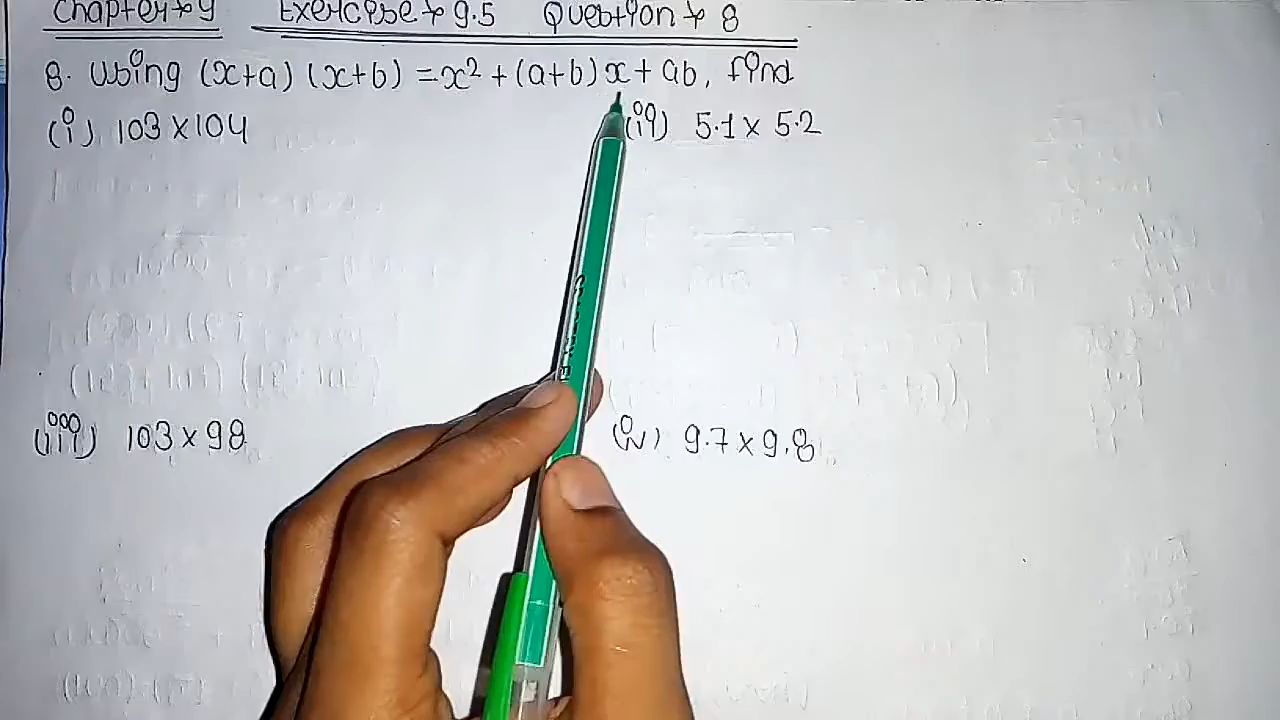 Chapter → 9 Exercise → 9.5 Question → 8
8. Using (x+a) (x+b) = x² + (a+b) x + ab, find
(i) 103 x 104 (ii) 5.1 x 5.2
(iii) 103 x 98 (iv) 9.7 x 9.8